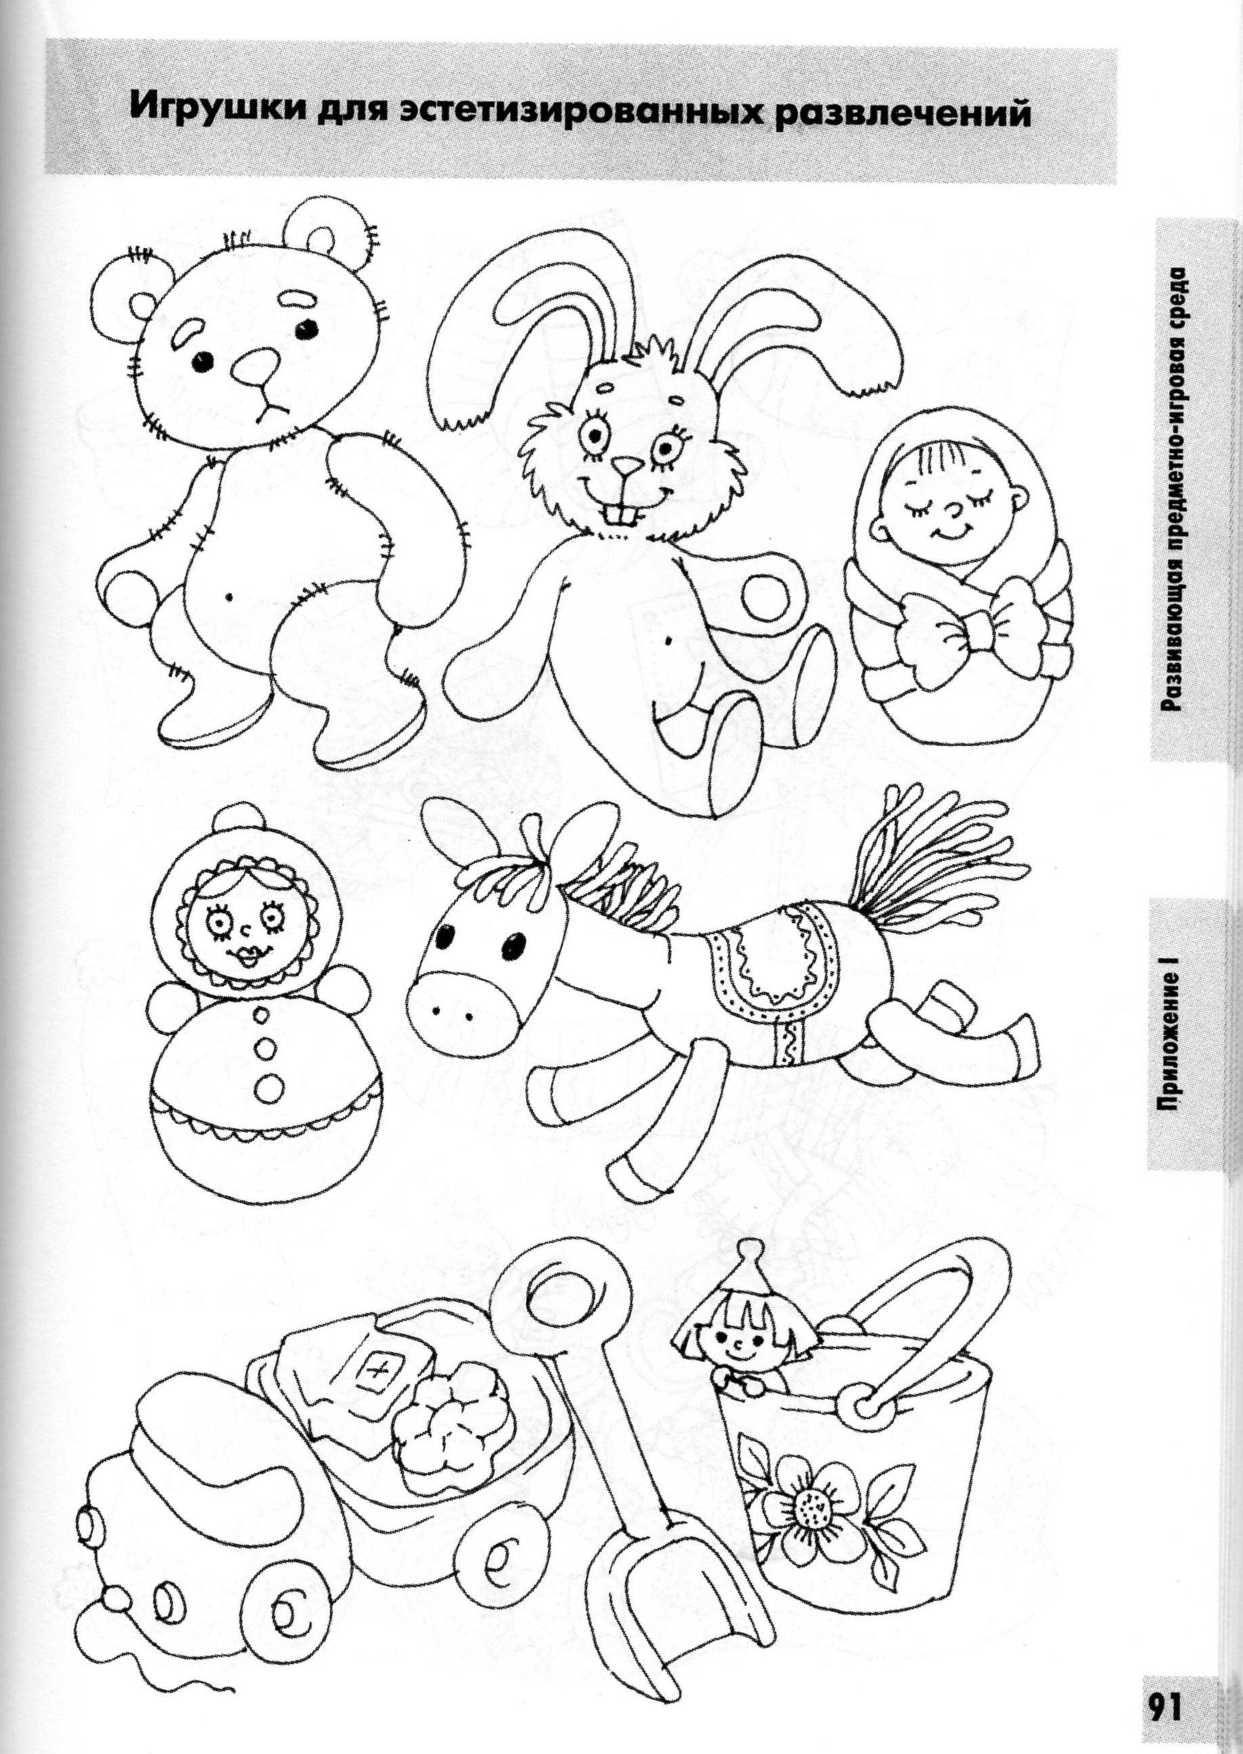 Игрушки для эстетизированных развлечений
Развивающая предметно-игровая среда
Приложение I
91